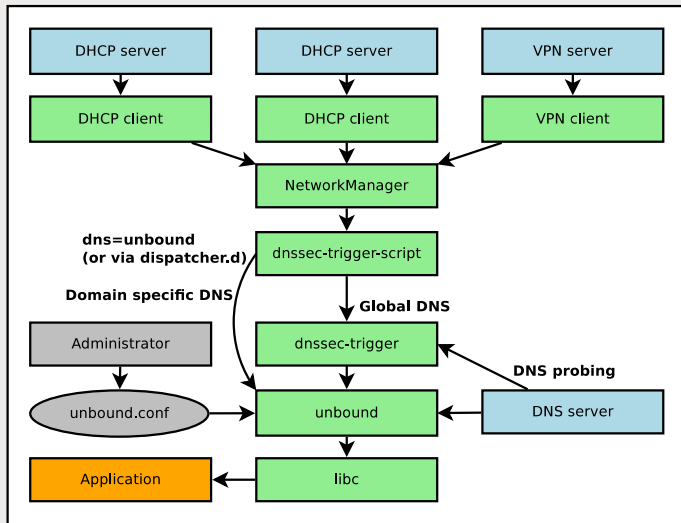 DHCP server
DHCP server
VPN server
DHCP client
DHCP client
VPN client
NetworkManager
dns=unbound
(or via dispatcher.d)
dnssec-trigger-script
Domain specific DNS
Global DNS
Administrator
dnssec-trigger
DNS probing
unbound.conf
unbound
DNS server
Application
libc